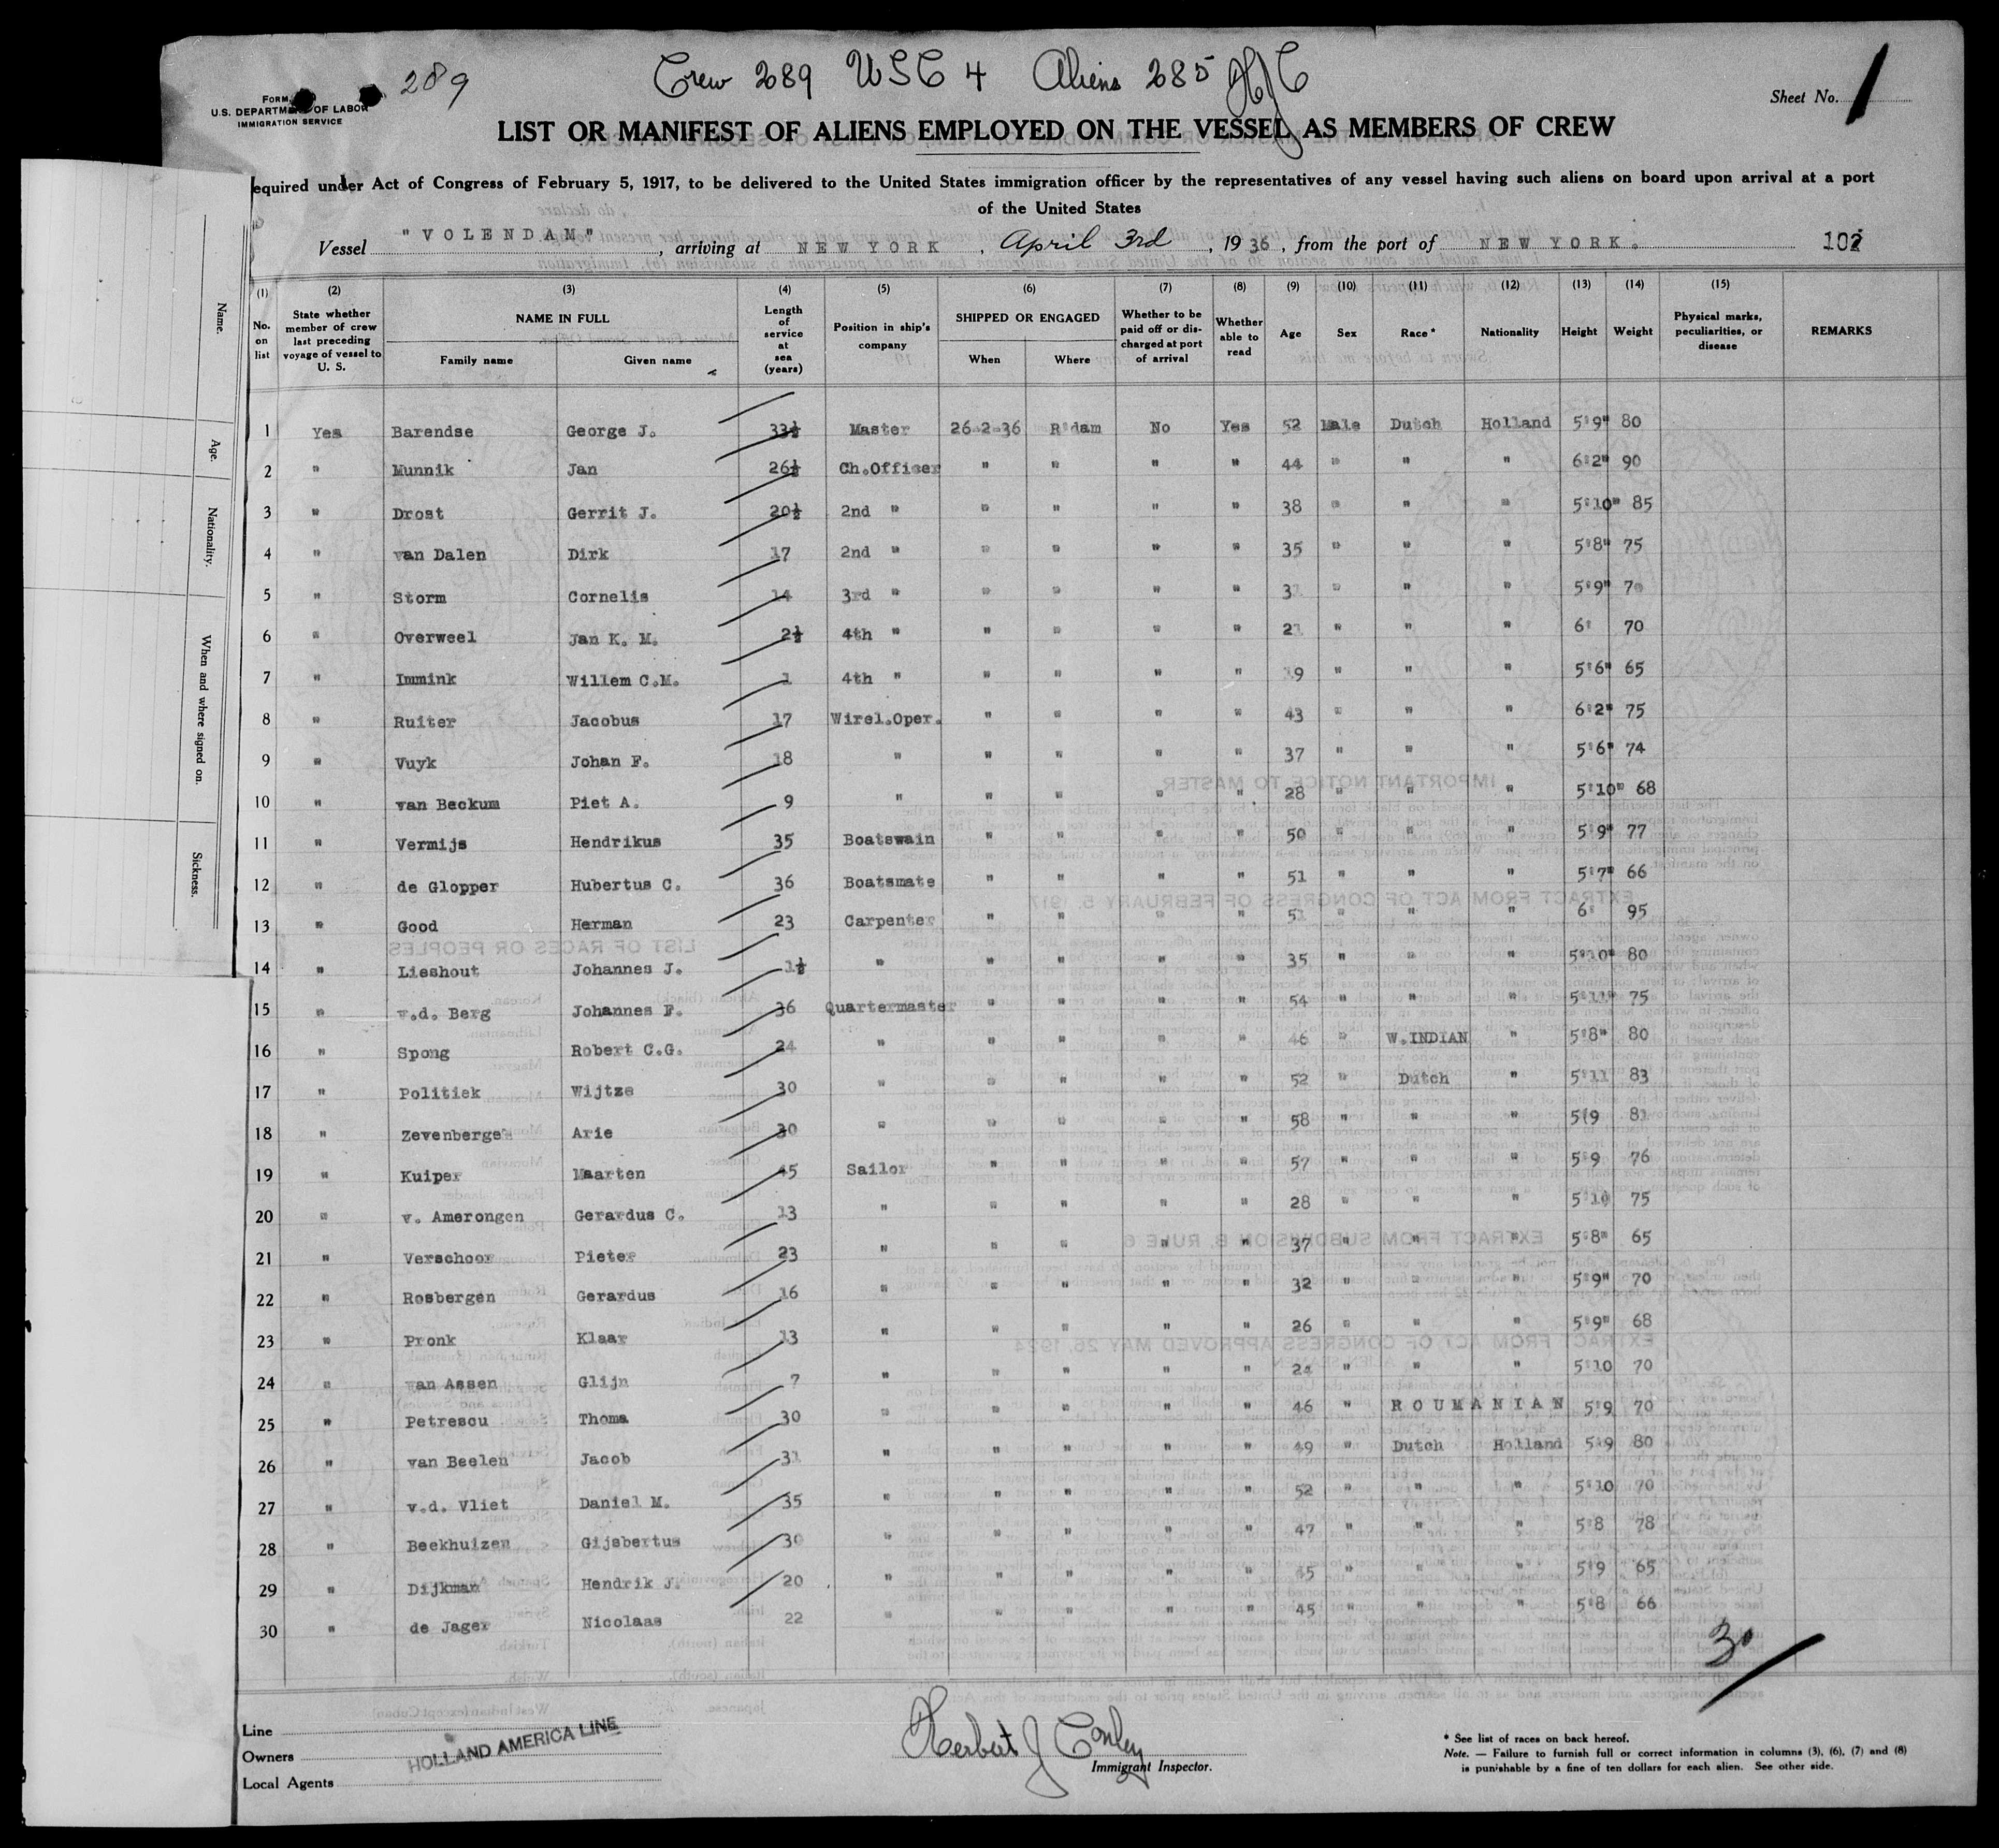 289
Crew 289 USC 4 Aliens 285 HJC
FORM
U.S. DEPARTMENT OF LABOR
IMMIGRATION SERVICE
Sheet No. 1
LIST OR MANIFEST OF ALIENS EMPLOYED ON THE VESSEL AS MEMBERS OF CREW
equired under Act of Congress of February 5, 1917, to be delivered to the United States immigration officer by the representatives of any vessel having such aliens on board upon arrival at a port
of the United States
Vessel "VOLENDAM", arriving at NEW YORK, April 3rd, 1936, from the port of NEW YORK.
(1) (2) (3) (4) (5) (6) (7) (8) (9) (10) (11) (12) (13) (14) (15)
No. on list State whether member of crew last preceding voyage of vessel to U. S. NAME IN FULL Family name Given name Length of service at sea (years) Position in ship's company SHIPPED OR ENGAGED When Where Whether to be paid off or discharged at port of arrival Whether able to read Age Sex Race* Nationality Height Weight Physical marks, peculiarities, or disease REMARKS
1 Yes Barendse George J. 33½ Master 26-2-36 R'dam No Yes 52 Male Dutch Holland 5'9" 80
2 " Munnik Jan 26½ Ch.Officer " " " " 44 " " " 6'2" 90
3 " Drost Gerrit J. 20½ 2nd " " " " " 38 " " " 5'10" 85
4 " van Dalen Dirk 17 2nd " " " " " 35 " " " 5'8" 75
5 " Storm Cornelis 14 3rd " " " " " 31 " " " 5'9" 70
6 " Overweel Jan K. M. 2½ 4th " " " " " 21 " " " 6' 70
7 " Immink Willem C.M. 1 4th " " " " " 19 " " " 5'6" 65
8 " Ruiter Jacobus 17 Wirel.Oper. " " " " 43 " " " 6'2" 75
9 " Vuyk Johan F. 18 " " " " " 37 " " " 5'6" 74
10 " van Beckum Piet A. 9 " " " " " 28 " " " 5'10" 68
11 " Vermijs Hendrikus 35 Boatswain " " " " 50 " " " 5'9" 77
12 " de Glopper Hubertus C. 36 Boatsmate " " " " 51 " " " 5'7" 66
13 " Good Herman 23 Carpenter " " " " 51 " " " 6' 95
14 " Lieshout Johannes J. 1½ " " " " " 35 " " " 5'10" 80
15 " v.d. Berg Johannes F. 36 Quartermaster " " " " 54 " " " 5'11" 75
16 " Spong Robert C.G. 24 " " " " " 46 " W.INDIAN " 5'8" 80
17 " Politiek Wijtze 30 " " " " " 52 " Dutch " 5'11 83
18 " Zevenbergen Arie 30 " " " " " 58 " " " 5'9 81
19 " Kuiper Maarten 45 Sailor " " " " 57 " " " 5'9 76
20 " v. Amerongen Gerardus C. 13 " " " " " 28 " " " 5'10 75
21 " Verschoor Pieter 23 " " " " " 37 " " " 5'8" 65
22 " Rosbergen Gerardus 16 " " " " " 32 " " " 5'9" 70
23 " Pronk Klaar 13 " " " " " 26 " " " 5'9" 68
24 " van Assen Glijn 7 " " " " " 24 " " " 5'10 70
25 " Petrescu Thoma 30 " " " " " 46 " ROUMANIAN 5'9 70
26 " van Beelen Jacob 31 " " " " " 49 " Dutch Holland 5'9 80
27 " v.d. Vliet Daniel M. 35 " " " " " 52 " " " 5'10 70
28 " Beekhuizen Gijsbertus 30 " " " " " 47 " " " 5'8 78
29 " Dijkman Hendrik J. 20 " " " " " 45 " " " 5'9 65
30 " de Jager Nicolaas 22 " " " " " 45 " " " 5'8 66
30
Line
Owners HOLLAND AMERICA LINE
Local Agents
Herbert J Conley
Immigrant Inspector.
* See list of races on back hereof.
Note. — Failure to furnish full or correct information in columns (3), (6), (7) and (8)
is punishable by a fine of ten dollars for each alien. See other side.
Name.
Age.
Nationality.
When and where signed on.
Sickness.